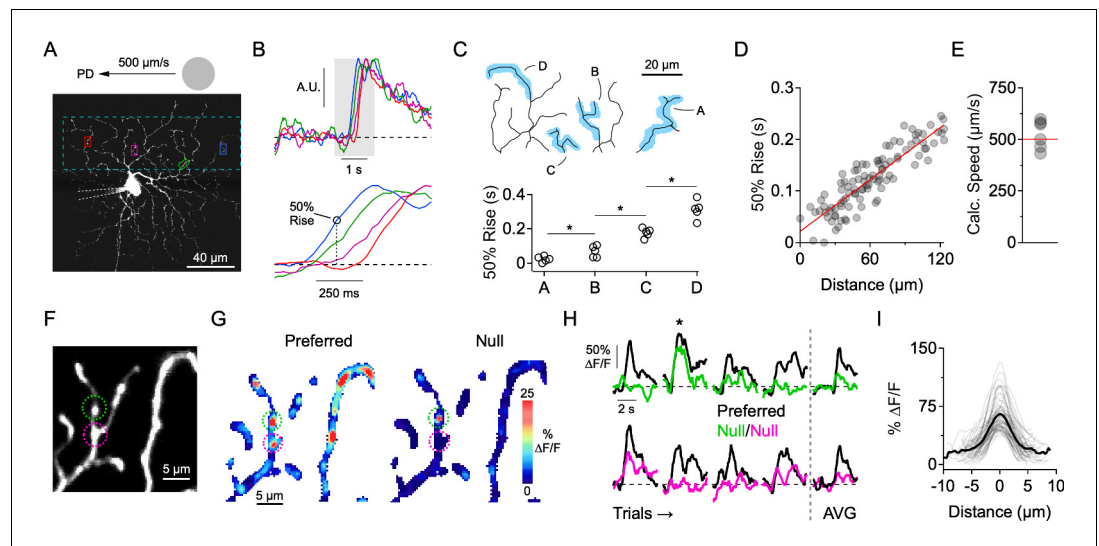 A
500 µm/s
PD
40 µm
B
A.U.
1 s
50%
Rise
250 ms
C
D
B
20 µm
A
C
50% Rise (s)
0.4
0.2
0
*
*
*
A B C D
D
50% Rise (s)
0.3
0.2
0.1
0
0 60 120
Distance (µm)
E
Calc. Speed (µm/s)
750
500
250
0
F
5 µm
G
Preferred
Null
25
%
ΔF/F
0
5 µm
H
50%
ΔF/F
*
2 s
Preferred
Null/Null
Trials →
AVG
I
% ΔF/F
150
75
0
-10 -5 0 5 10
Distance (µm)